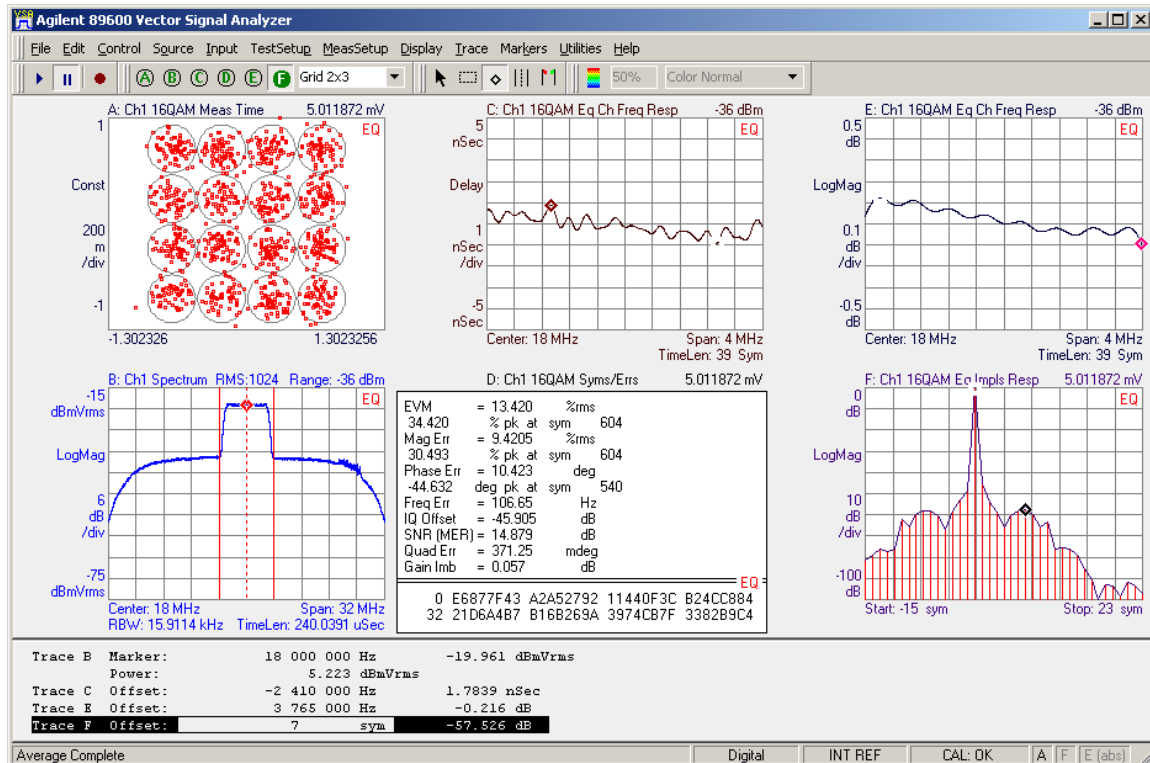 VSA Agilent 89600 Vector Signal Analyzer
File Edit Control Source Input TestSetup MeasSetup Display Trace Markers Utilities Help
A B C D E F Grid 2x3 50% Color Normal
A: Ch1 16QAM Meas Time 5.011872 mV
1 EQ
Const
200
m
/div
-1
-1.302326 1.3023256
C: Ch1 16QAM Eq Ch Freq Resp -36 dBm
5 EQ
nSec
Delay
1
nSec
/div
-5
nSec
Center: 18 MHz Span: 4 MHz
TimeLen: 39 Sym
E: Ch1 16QAM Eq Ch Freq Resp -36 dBm
0.5 EQ
dB
LogMag
0.1
dB
/div
-0.5
dB
Center: 18 MHz Span: 4 MHz
TimeLen: 39 Sym
B: Ch1 Spectrum RMS:1024 Range: -36 dBm
-15 EQ
dBmVrms
LogMag
6
dB
/div
-75
dBmVrms
Center: 18 MHz Span: 32 MHz
RBW: 15.9114 kHz TimeLen: 240.0391 uSec
D: Ch1 16QAM Syms/Errs 5.011872 mV
EVM = 13.420 %rms
34.420 % pk at sym 604
Mag Err = 9.4205 %rms
30.493 % pk at sym 604
Phase Err = 10.423 deg
-44.632 deg pk at sym 540
Freq Err = 106.65 Hz
IQ Offset = -45.905 dB
SNR (MER) = 14.879 dB
Quad Err = 371.25 mdeg
Gain Imb = 0.057 dB
EQ
0 E6877F43 A2A52792 11440F3C B24CC884
32 21D6A4B7 B16B269A 3974CB7F 3382B9C4
F: Ch1 16QAM Eq Impls Resp 5.011872 mV
0 EQ
dB
LogMag
10
dB
/div
-100
dB
Start: -15 sym Stop: 23 sym
Trace B Marker: 18 000 000 Hz -19.961 dBmVrms
Power: 5.223 dBmVrms
Trace C Offset: -2 410 000 Hz 1.7839 nSec
Trace E Offset: 3 765 000 Hz -0.216 dB
Trace F Offset: 7 sym -57.526 dB
Average Complete Digital INT REF CAL: OK A F E (abs)